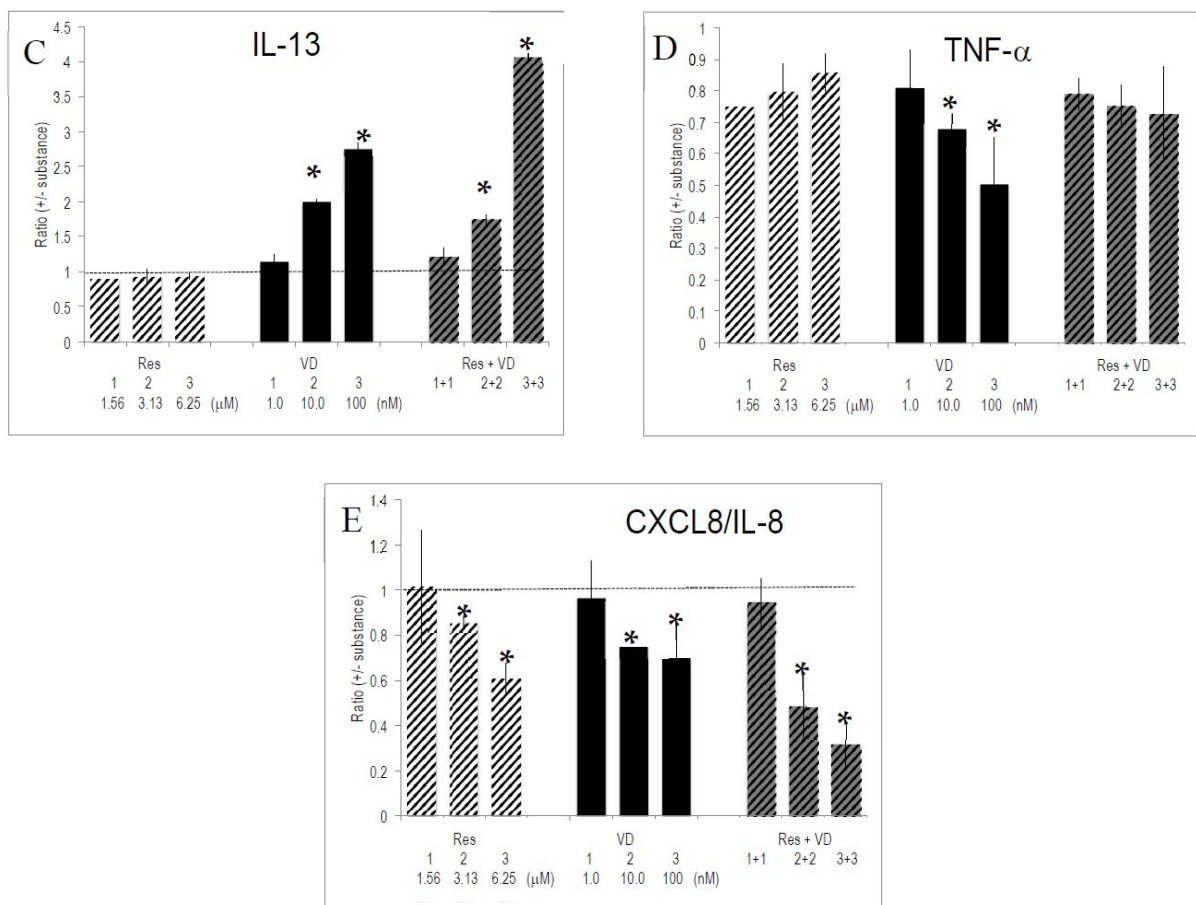 C
IL-13
Ratio (+/- substance)
4.5
4
3.5
3
2.5
2
1.5
1
0.5
0
*
*
*
*
Res VD Res + VD
1 2 3 1 2 3 1+1 2+2 3+3
1.56 3.13 6.25 (µM) 1.0 10.0 100 (nM)
D
TNF-α
Ratio (+/- substance)
1
0.9
0.8
0.7
0.6
0.5
0.4
0.3
0.2
0.1
0
*
*
Res VD Res + VD
1 2 3 1 2 3 1+1 2+2 3+3
1.56 3.13 6.25 (µM) 1.0 10.0 100 (nM)
E
CXCL8/IL-8
Ratio (+/- substance)
1.4
1.2
1
0.8
0.6
0.4
0.2
0
*
*
*
*
*
*
Res VD Res + VD
1 2 3 1 2 3 1+1 2+2 3+3
1.56 3.13 6.25 (µM) 1.0 10.0 100 (nM)